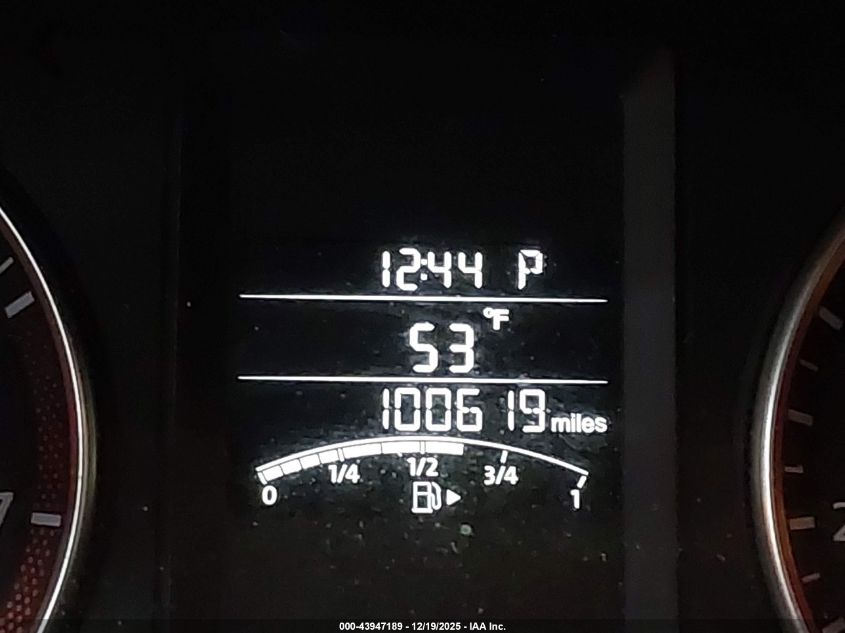 12:44 P
53 °F
100619 miles
0 1/4 1/2 3/4 1
000-43947189 - 12/19/2025 - IAA Inc.